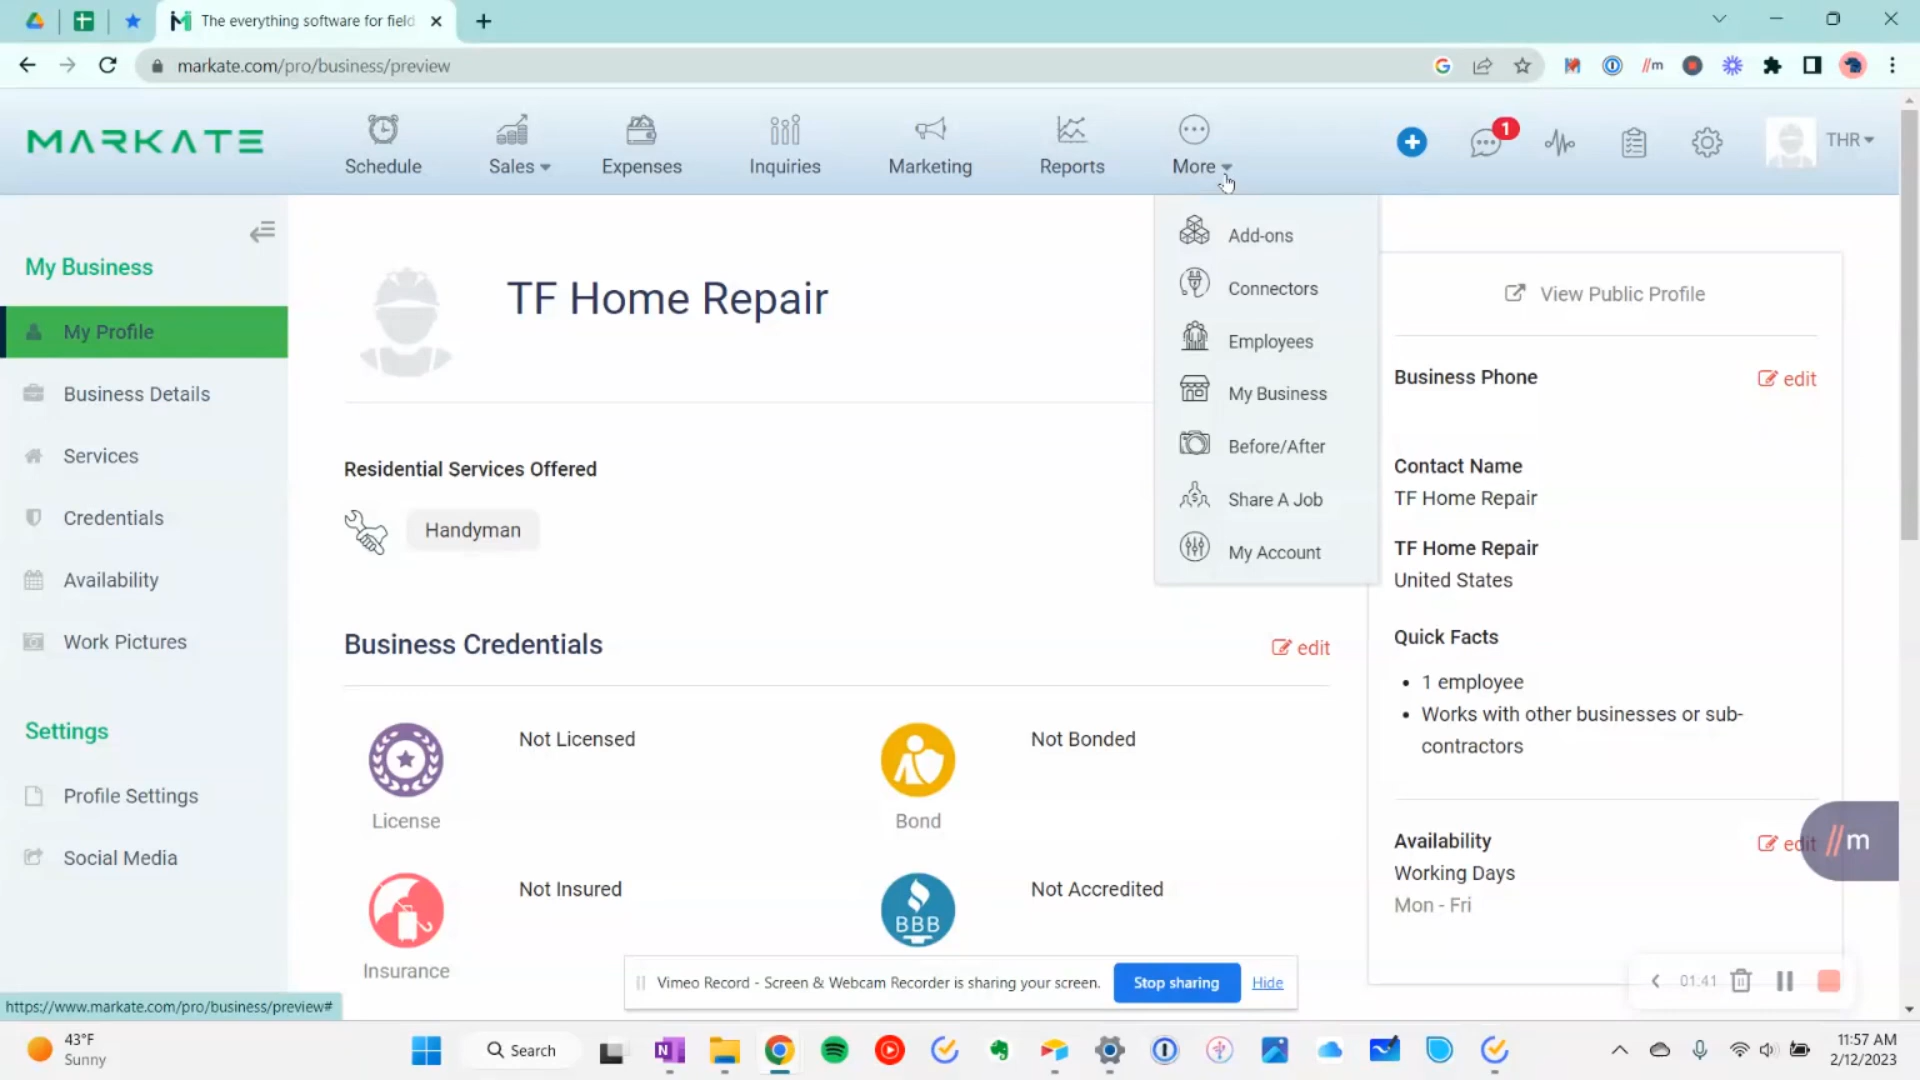 The everything software for field
markate.com/pro/business/preview
MARKATE
Schedule
Sales
Expenses
Inquiries
Marketing
Reports
More
1
THR
Add-ons
Connectors
Employees
My Business
Before/After
Share A Job
My Account
My Business
My Profile
Business Details
Services
Credentials
Availability
Work Pictures
Settings
Profile Settings
Social Media
TF Home Repair
Residential Services Offered
Handyman
Business Credentials
edit
License
Not Licensed
Bond
Not Bonded
Insurance
Not Insured
BBB
Not Accredited
View Public Profile
Business Phone
edit
Contact Name
TF Home Repair
TF Home Repair
United States
Quick Facts
• 1 employee
• Works with other businesses or sub-
contractors
Availability
edit
Working Days
Mon - Fri
//m
Vimeo Record - Screen & Webcam Recorder is sharing your screen.
Stop sharing
Hide
01:41
https://www.markate.com/pro/business/preview#
43°F
Sunny
Search
11:57 AM
2/12/2023